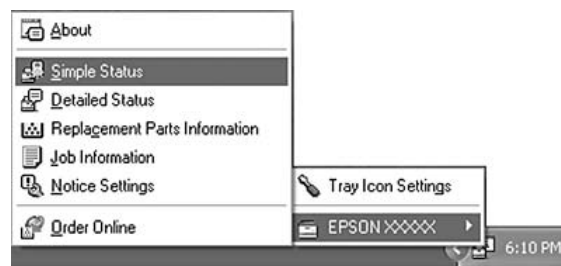 About
Simple Status
Detailed Status
Replacement Parts Information
Job Information
Notice Settings
Order Online
Tray Icon Settings
EPSON XXXXX
6:10 PM